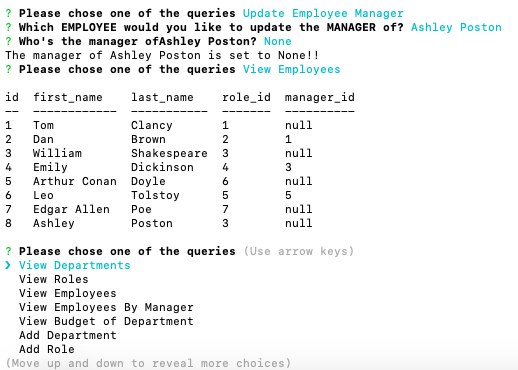 ? Please chose one of the queries Update Employee Manager
? Which EMPLOYEE would you like to update the MANAGER of? Ashley Poston
? Who's the manager ofAshley Poston? None
The manager of Ashley Poston is set to None!!
? Please chose one of the queries View Employees
id  first_name    last_name    role_id  manager_id
--  ------------  -----------  -------  ----------
1   Tom           Clancy       1        null
2   Dan           Brown        2        1
3   William       Shakespeare  3        null
4   Emily         Dickinson    4        3
5   Arthur Conan  Doyle        6        null
6   Leo           Tolstoy      5        5
7   Edgar Allen   Poe          7        null
8   Ashley        Poston       3        null
? Please chose one of the queries (Use arrow keys)
❯ View Departments
  View Roles
  View Employees
  View Employees By Manager
  View Budget of Department
  Add Department
  Add Role
(Move up and down to reveal more choices)